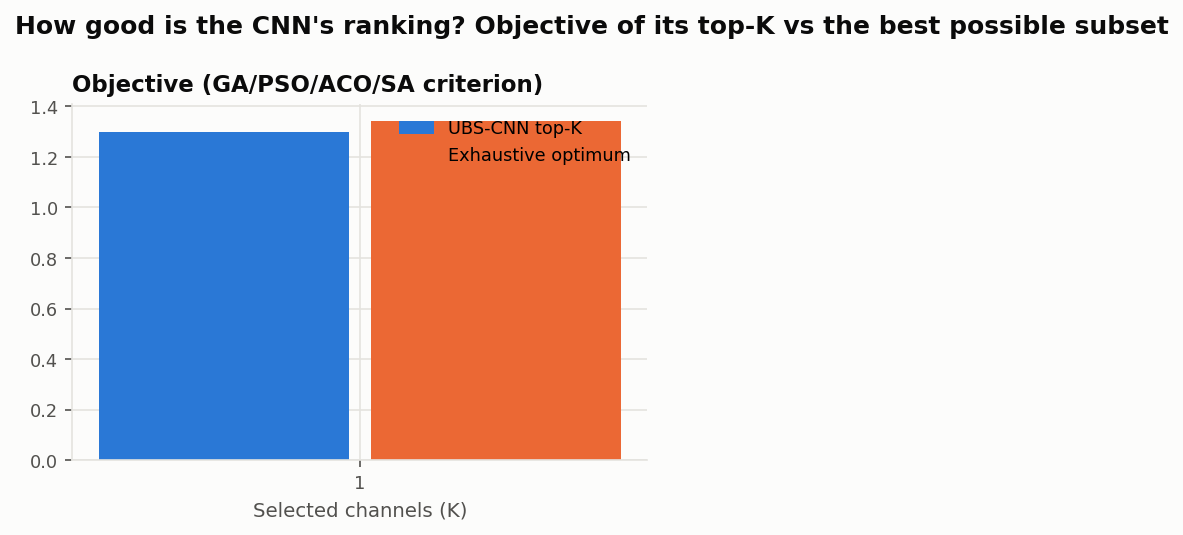 How good is the CNN's ranking? Objective of its top-K vs the best possible subset
Objective (GA/PSO/ACO/SA criterion)
1.4
1.2
1.0
0.8
0.6
0.4
0.2
0.0
UBS-CNN top-K
Exhaustive optimum
1
Selected channels (K)